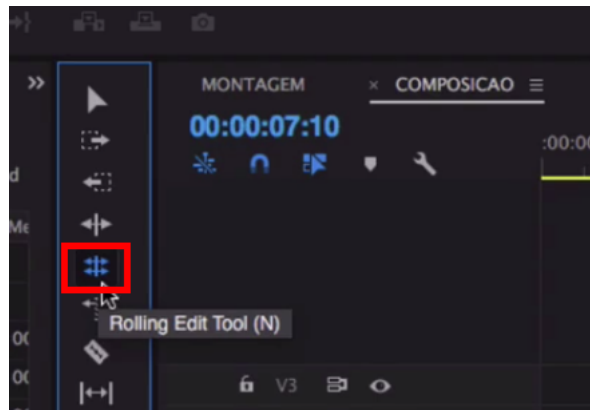 MONTAGEM × COMPOSICAO
00:00:07:10
:00:00
Rolling Edit Tool (N)
V3